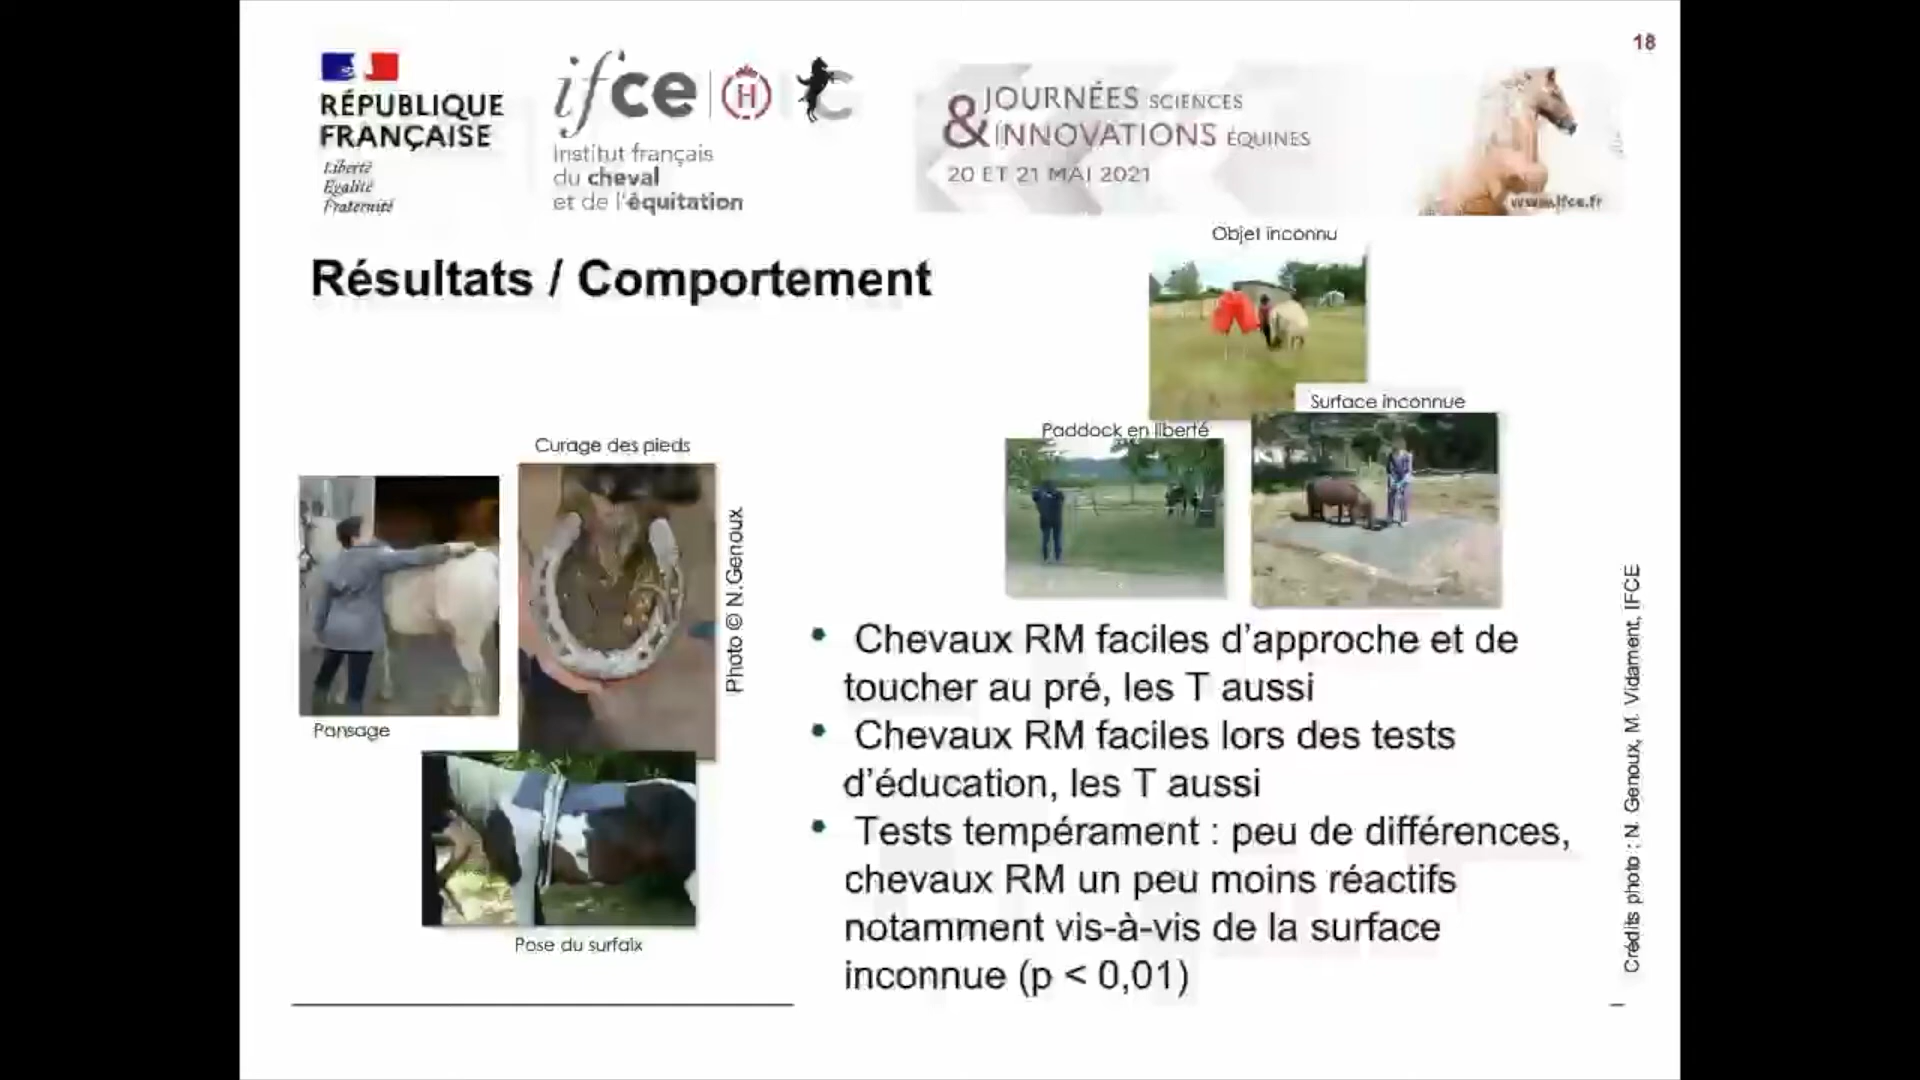 18
RÉPUBLIQUE
FRANÇAISE
Liberté
Égalité
Fraternité
ifce
H
Institut français
du cheval
et de l'équitation
JOURNÉES SCIENCES
& INNOVATIONS ÉQUINES
20 ET 21 MAI 2021
www.ifce.fr
Résultats / Comportement
Objet inconnu
Surface inconnue
Paddock en liberté
Curage des pieds
Photo © N.Genoux
Pansage
Pose du surfaix
• Chevaux RM faciles d'approche et de
toucher au pré, les T aussi
• Chevaux RM faciles lors des tests
d'éducation, les T aussi
• Tests tempérament : peu de différences,
chevaux RM un peu moins réactifs
notamment vis-à-vis de la surface
inconnue (p < 0,01)
Crédits photo : N. Genoux, M. Vidament, IFCE